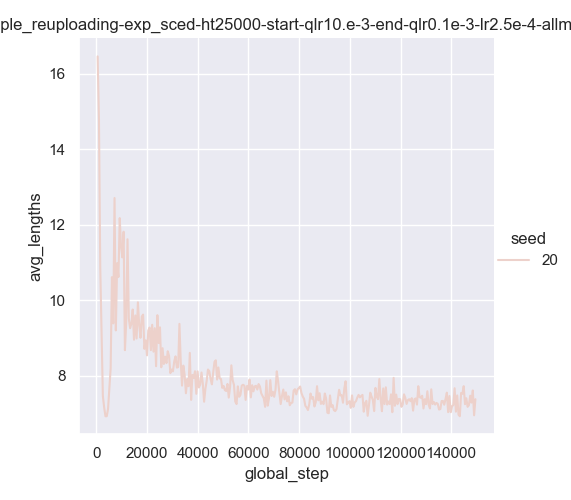 ple_reuploading-exp_sced-ht25000-start-qlr10.e-3-end-qlr0.1e-3-lr2.5e-4-allm
16
14
12
10
8
avg_lengths
0 20000 40000 60000 80000 100000 120000 140000
global_step
seed
20